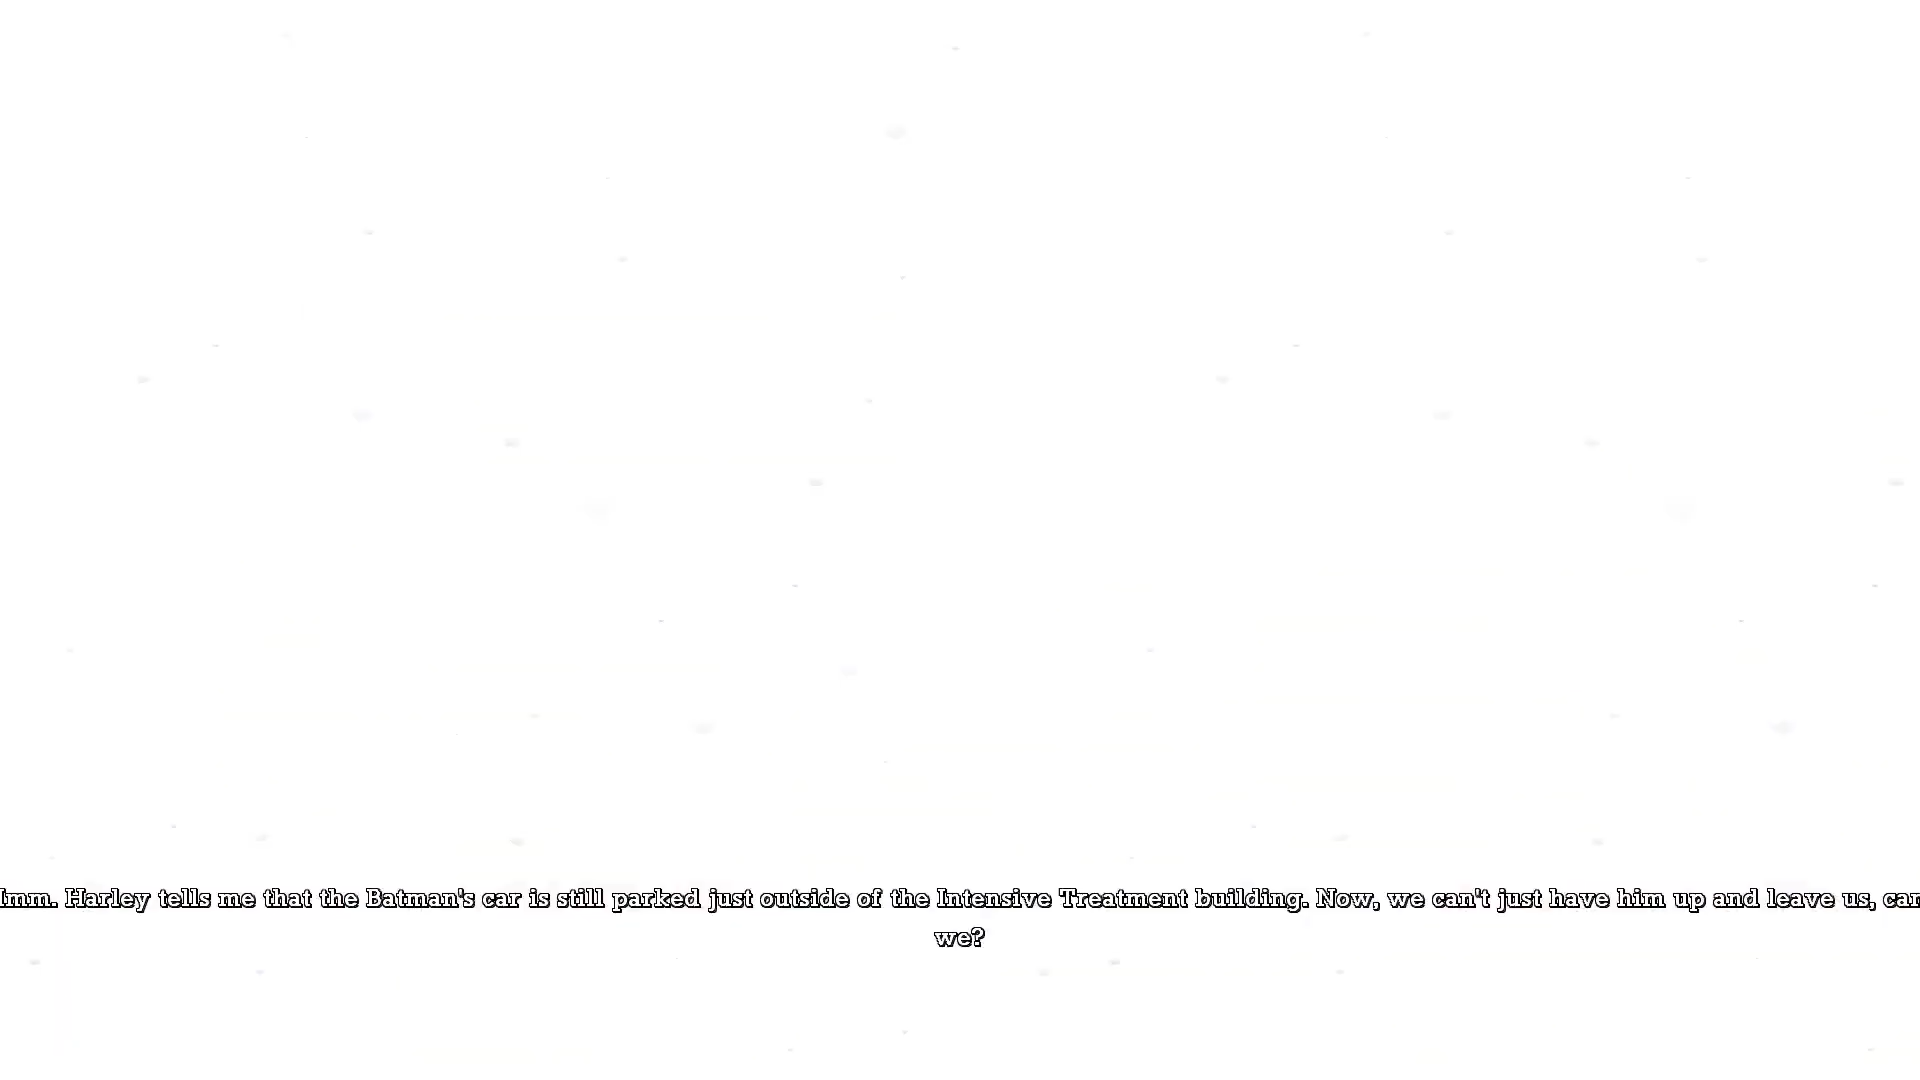 Harley tells me that the Batman's car is still parked just outside of the Intensive Treatment building. Now, we can't just have him up and leave us, can
we?